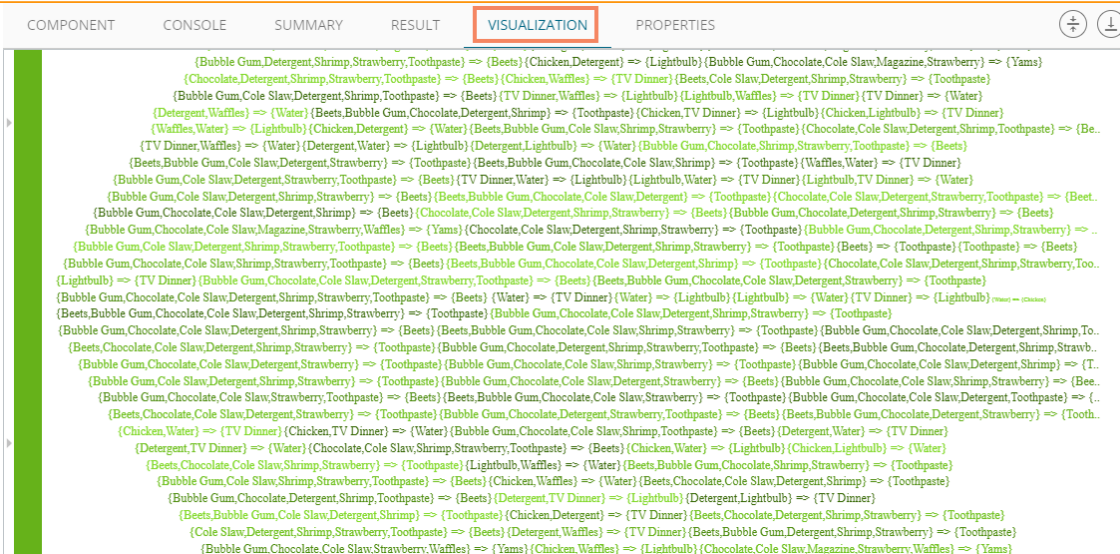 COMPONENT CONSOLE SUMMARY RESULT VISUALIZATION PROPERTIES
{Bubble Gum,Detergent,Shrimp,Strawberry,Toothpaste} => {Beets}{Chicken,Detergent} => {Lightbulb}{Bubble Gum,Chocolate,Cole Slaw,Magazine,Strawberry} => {Yams}
{Chocolate,Detergent,Shrimp,Strawberry,Toothpaste} => {Beets}{Chicken,Waffles} => {TV Dinner}{Beets,Cole Slaw,Detergent,Shrimp,Strawberry} => {Toothpaste}
{Bubble Gum,Cole Slaw,Detergent,Shrimp,Toothpaste} => {Beets}{TV Dinner,Waffles} => {Lightbulb}{Lightbulb,Waffles} => {TV Dinner}{TV Dinner} => {Water}
{Detergent,Waffles} => {Water}{Beets,Bubble Gum,Chocolate,Detergent,Shrimp} => {Toothpaste}{Chicken,TV Dinner} => {Lightbulb}{Chicken,Lightbulb} => {TV Dinner}
{Waffles,Water} => {Lightbulb}{Chicken,Detergent} => {Water}{Beets,Bubble Gum,Cole Slaw,Shrimp,Strawberry} => {Toothpaste}{Chocolate,Cole Slaw,Detergent,Shrimp,Toothpaste} => {Be..
{TV Dinner,Waffles} => {Water}{Detergent,Water} => {Lightbulb}{Detergent,Lightbulb} => {Water}{Bubble Gum,Chocolate,Shrimp,Strawberry,Toothpaste} => {Beets}
{Beets,Bubble Gum,Cole Slaw,Detergent,Strawberry} => {Toothpaste}{Beets,Bubble Gum,Chocolate,Cole Slaw,Shrimp} => {Toothpaste}{Waffles,Water} => {TV Dinner}
{Bubble Gum,Cole Slaw,Detergent,Strawberry,Toothpaste} => {Beets}{TV Dinner,Water} => {Lightbulb}{Lightbulb,Water} => {TV Dinner}{Lightbulb,TV Dinner} => {Water}
{Bubble Gum,Cole Slaw,Detergent,Shrimp,Strawberry} => {Beets}{Beets,Bubble Gum,Chocolate,Cole Slaw,Detergent} => {Toothpaste}{Chocolate,Cole Slaw,Detergent,Strawberry,Toothpaste} => {Beet..
{Bubble Gum,Chocolate,Cole Slaw,Detergent,Shrimp} => {Beets}{Chocolate,Cole Slaw,Detergent,Shrimp,Strawberry} => {Beets}{Bubble Gum,Chocolate,Detergent,Shrimp,Strawberry} => {Beets}
{Bubble Gum,Chocolate,Cole Slaw,Magazine,Strawberry,Waffles} => {Yams}{Chocolate,Cole Slaw,Detergent,Shrimp,Strawberry} => {Toothpaste}{Bubble Gum,Chocolate,Detergent,Shrimp,Strawberry} => ..
{Bubble Gum,Cole Slaw,Detergent,Shrimp,Strawberry,Toothpaste} => {Beets}{Beets,Bubble Gum,Cole Slaw,Detergent,Shrimp,Strawberry} => {Toothpaste}{Beets} => {Toothpaste}{Toothpaste} => {Beets}
{Bubble Gum,Chocolate,Cole Slaw,Shrimp,Strawberry,Toothpaste} => {Beets}{Beets,Bubble Gum,Chocolate,Cole Slaw,Detergent,Shrimp} => {Toothpaste}{Chocolate,Cole Slaw,Detergent,Shrimp,Strawberry,Too..
{Lightbulb} => {TV Dinner}{Bubble Gum,Chocolate,Cole Slaw,Detergent,Strawberry,Toothpaste} => {Beets}{Beets,Bubble Gum,Chocolate,Cole Slaw,Detergent,Strawberry} => {Toothpaste}
{Bubble Gum,Chocolate,Cole Slaw,Detergent,Shrimp,Strawberry,Toothpaste} => {Beets} {Water} => {TV Dinner}{Water} => {Lightbulb}{Lightbulb} => {Water}{TV Dinner} => {Lightbulb}{Water} => {Chicken}
{Beets,Bubble Gum,Chocolate,Cole Slaw,Detergent,Shrimp,Strawberry} => {Toothpaste}{Bubble Gum,Chocolate,Cole Slaw,Detergent,Shrimp,Strawberry} => {Toothpaste}
{Bubble Gum,Chocolate,Cole Slaw,Detergent,Shrimp,Strawberry} => {Beets}{Beets,Bubble Gum,Chocolate,Cole Slaw,Shrimp,Strawberry} => {Toothpaste}{Bubble Gum,Chocolate,Cole Slaw,Detergent,Shrimp,To..
{Beets,Chocolate,Cole Slaw,Detergent,Shrimp,Strawberry} => {Toothpaste}{Bubble Gum,Chocolate,Detergent,Shrimp,Strawberry,Toothpaste} => {Beets}{Beets,Bubble Gum,Chocolate,Detergent,Shrimp,Strawb..
{Bubble Gum,Chocolate,Cole Slaw,Detergent,Strawberry} => {Toothpaste}{Bubble Gum,Chocolate,Cole Slaw,Shrimp,Strawberry} => {Toothpaste}{Bubble Gum,Chocolate,Cole Slaw,Detergent,Shrimp} => {T..
{Bubble Gum,Cole Slaw,Detergent,Shrimp,Strawberry} => {Toothpaste}{Bubble Gum,Chocolate,Cole Slaw,Detergent,Strawberry} => {Beets}{Bubble Gum,Chocolate,Cole Slaw,Shrimp,Strawberry} => {Bee..
{Bubble Gum,Chocolate,Cole Slaw,Strawberry,Toothpaste} => {Beets}{Beets,Bubble Gum,Chocolate,Cole Slaw,Strawberry} => {Toothpaste}{Bubble Gum,Chocolate,Cole Slaw,Detergent,Toothpaste} => {..
{Beets,Chocolate,Cole Slaw,Detergent,Strawberry} => {Toothpaste}{Bubble Gum,Chocolate,Detergent,Strawberry,Toothpaste} => {Beets}{Beets,Bubble Gum,Chocolate,Detergent,Strawberry} => {Tooth..
{Chicken,Water} => {TV Dinner}{Chicken,TV Dinner} => {Water}{Bubble Gum,Chocolate,Cole Slaw,Shrimp,Toothpaste} => {Beets}{Detergent,Water} => {TV Dinner}
{Detergent,TV Dinner} => {Water}{Chocolate,Cole Slaw,Shrimp,Strawberry,Toothpaste} => {Beets}{Chicken,Water} => {Lightbulb}{Chicken,Lightbulb} => {Water}
{Beets,Chocolate,Cole Slaw,Shrimp,Strawberry} => {Toothpaste}{Lightbulb,Waffles} => {Water}{Beets,Bubble Gum,Chocolate,Shrimp,Strawberry} => {Toothpaste}
{Bubble Gum,Cole Slaw,Shrimp,Strawberry,Toothpaste} => {Beets}{Chicken,Waffles} => {Water}{Beets,Chocolate,Cole Slaw,Detergent,Shrimp} => {Toothpaste}
{Bubble Gum,Chocolate,Detergent,Shrimp,Toothpaste} => {Beets}{Detergent,TV Dinner} => {Lightbulb}{Detergent,Lightbulb} => {TV Dinner}
{Beets,Bubble Gum,Cole Slaw,Detergent,Shrimp} => {Toothpaste}{Chicken,Detergent} => {TV Dinner}{Beets,Chocolate,Detergent,Shrimp,Strawberry} => {Toothpaste}
{Cole Slaw,Detergent,Shrimp,Strawberry,Toothpaste} => {Beets}{Detergent,Waffles} => {TV Dinner}{Beets,Bubble Gum,Detergent,Shrimp,Strawberry} => {Toothpaste}
{Bubble Gum,Chocolate,Cole Slaw,Strawberry,Waffles} => {Yams}{Chicken,Waffles} => {Lightbulb}{Chocolate,Cole Slaw,Magazine,Strawberry,Waffles} => {Yams}